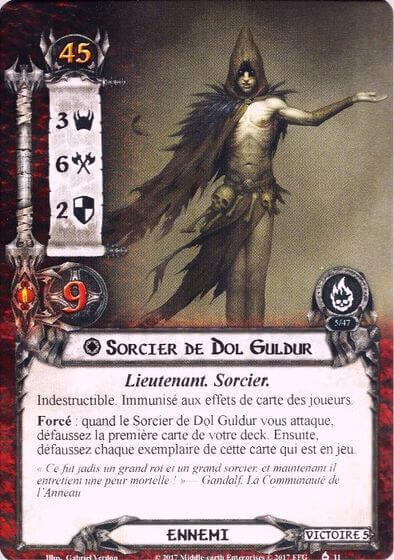 45
3
6
2
9
5/47
Sorcier de Dol Guldur
Lieutenant. Sorcier.
Indestructible. Immunisé aux effets de carte des joueurs.
Forcé : quand le Sorcier de Dol Guldur vous attaque,
défaussez la première carte de votre deck. Ensuite,
défaussez chaque exemplaire de cette carte qui est en jeu.
« Ce fut jadis un grand roi et un grand sorcier, et maintenant il
entretient une peur mortelle ! » — Gandalf, La Communauté de
l'Anneau
ENNEMI
VICTOIRE 5
Illus. Gabriel Verdon © 2017 Middle-earth Enterprises © 2017 FFG 11